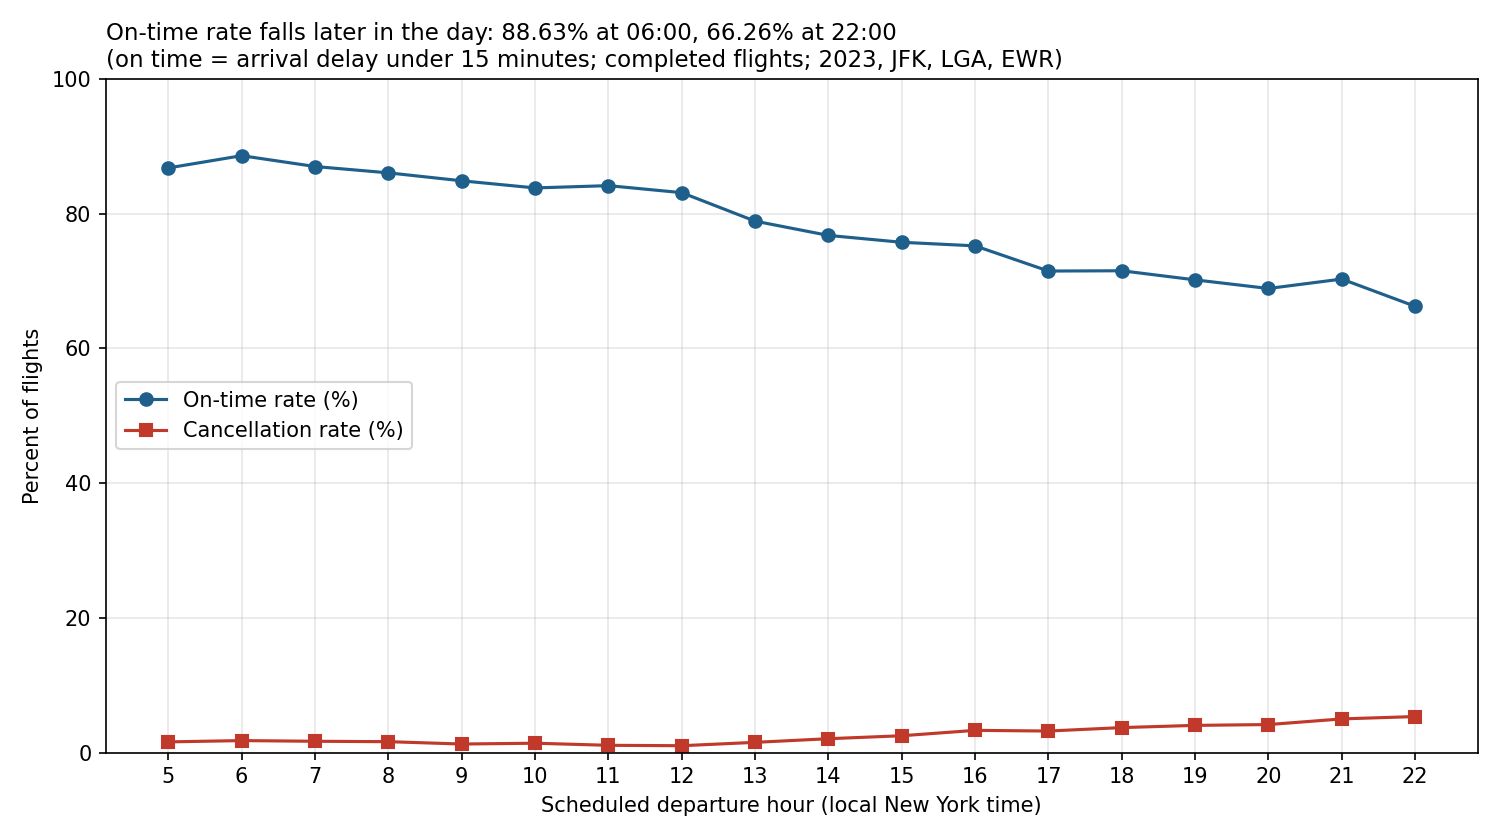 On-time rate falls later in the day: 88.63% at 06:00, 66.26% at 22:00
(on time = arrival delay under 15 minutes; completed flights; 2023, JFK, LGA, EWR)
100
80
60
40
20
0
Percent of flights
On-time rate (%)
Cancellation rate (%)
5 6 7 8 9 10 11 12 13 14 15 16 17 18 19 20 21 22
Scheduled departure hour (local New York time)